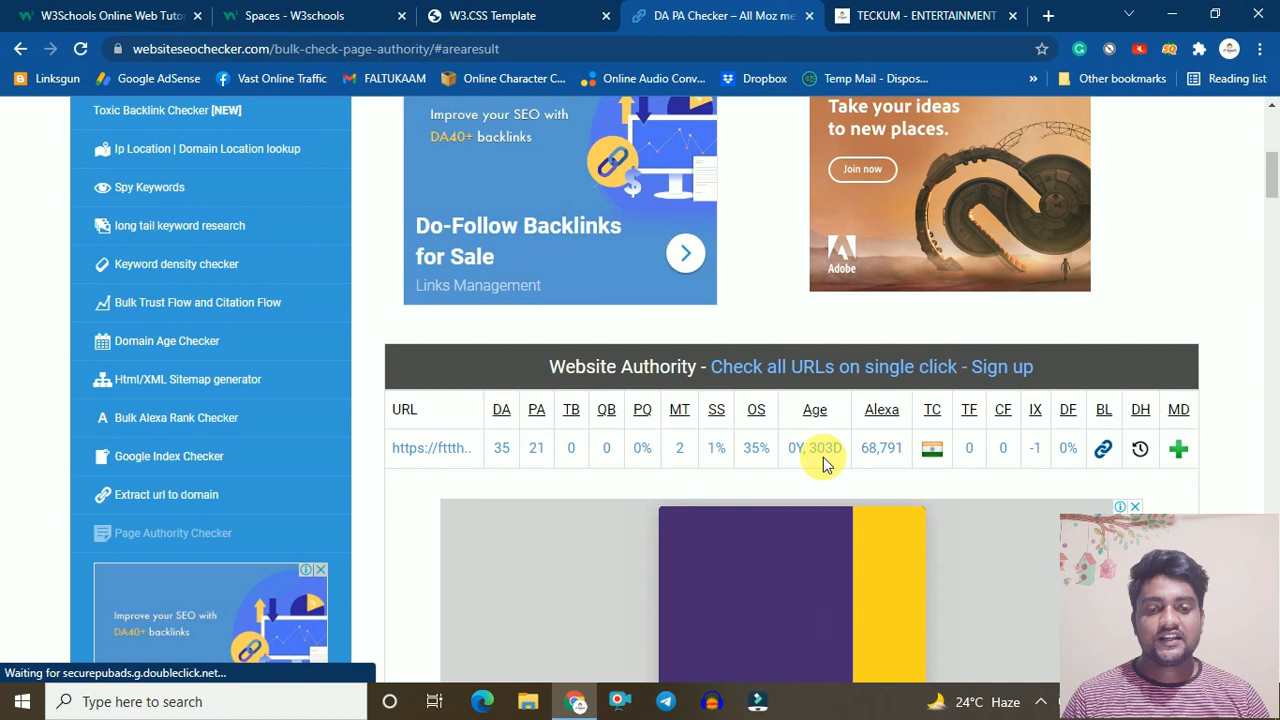 W3Schools Online Web Tutor
Spaces - W3schools
W3.CSS Template
DA PA Checker – All Moz me
TECKUM - ENTERTAINMENT
websiteseochecker.com/bulk-check-page-authority/#arearesult
Linksgun
Google AdSense
Vast Online Traffic
FALTUKAAM
Online Character C...
Online Audio Conv...
Dropbox
Temp Mail - Dispos...
»
Other bookmarks
Reading list
Toxic Backlink Checker [NEW]
Ip Location | Domain Location lookup
Spy Keywords
long tail keyword research
Keyword density checker
Bulk Trust Flow and Citation Flow
Domain Age Checker
Html/XML Sitemap generator
Bulk Alexa Rank Checker
Google Index Checker
Extract url to domain
Page Authority Checker
Improve your SEO with
DA40+ backlinks
Improve your SEO with
DA40+ backlinks
Do-Follow Backlinks
for Sale
Links Management
Take your ideas
to new places.
Join now
Adobe
Website Authority - Check all URLs on single click - Sign up
URL DA PA TB QB PQ MT SS OS Age Alexa TC TF CF IX DF BL DH MD
https://fttth.. 35 21 0 0 0% 2 1% 35% 0Y, 303D 68,791 0 0 -1 0%
Waiting for securepubads.g.doubleclick.net...
Type here to search
24°C Haze